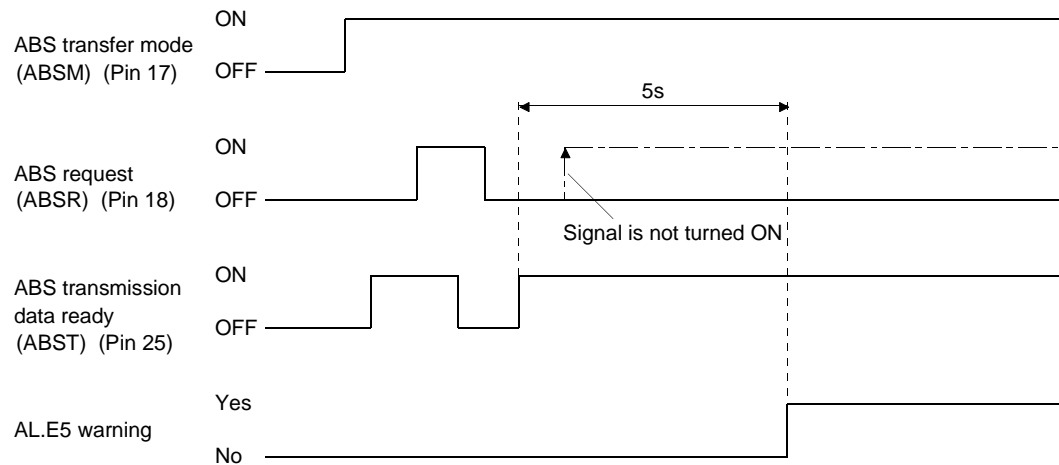 ON
ABS transfer mode
(ABSM) (Pin 17)
OFF
5s
ON
ABS request
(ABSR) (Pin 18)
OFF
Signal is not turned ON
ON
ABS transmission
data ready
OFF
(ABST) (Pin 25)
Yes
AL.E5 warning
No